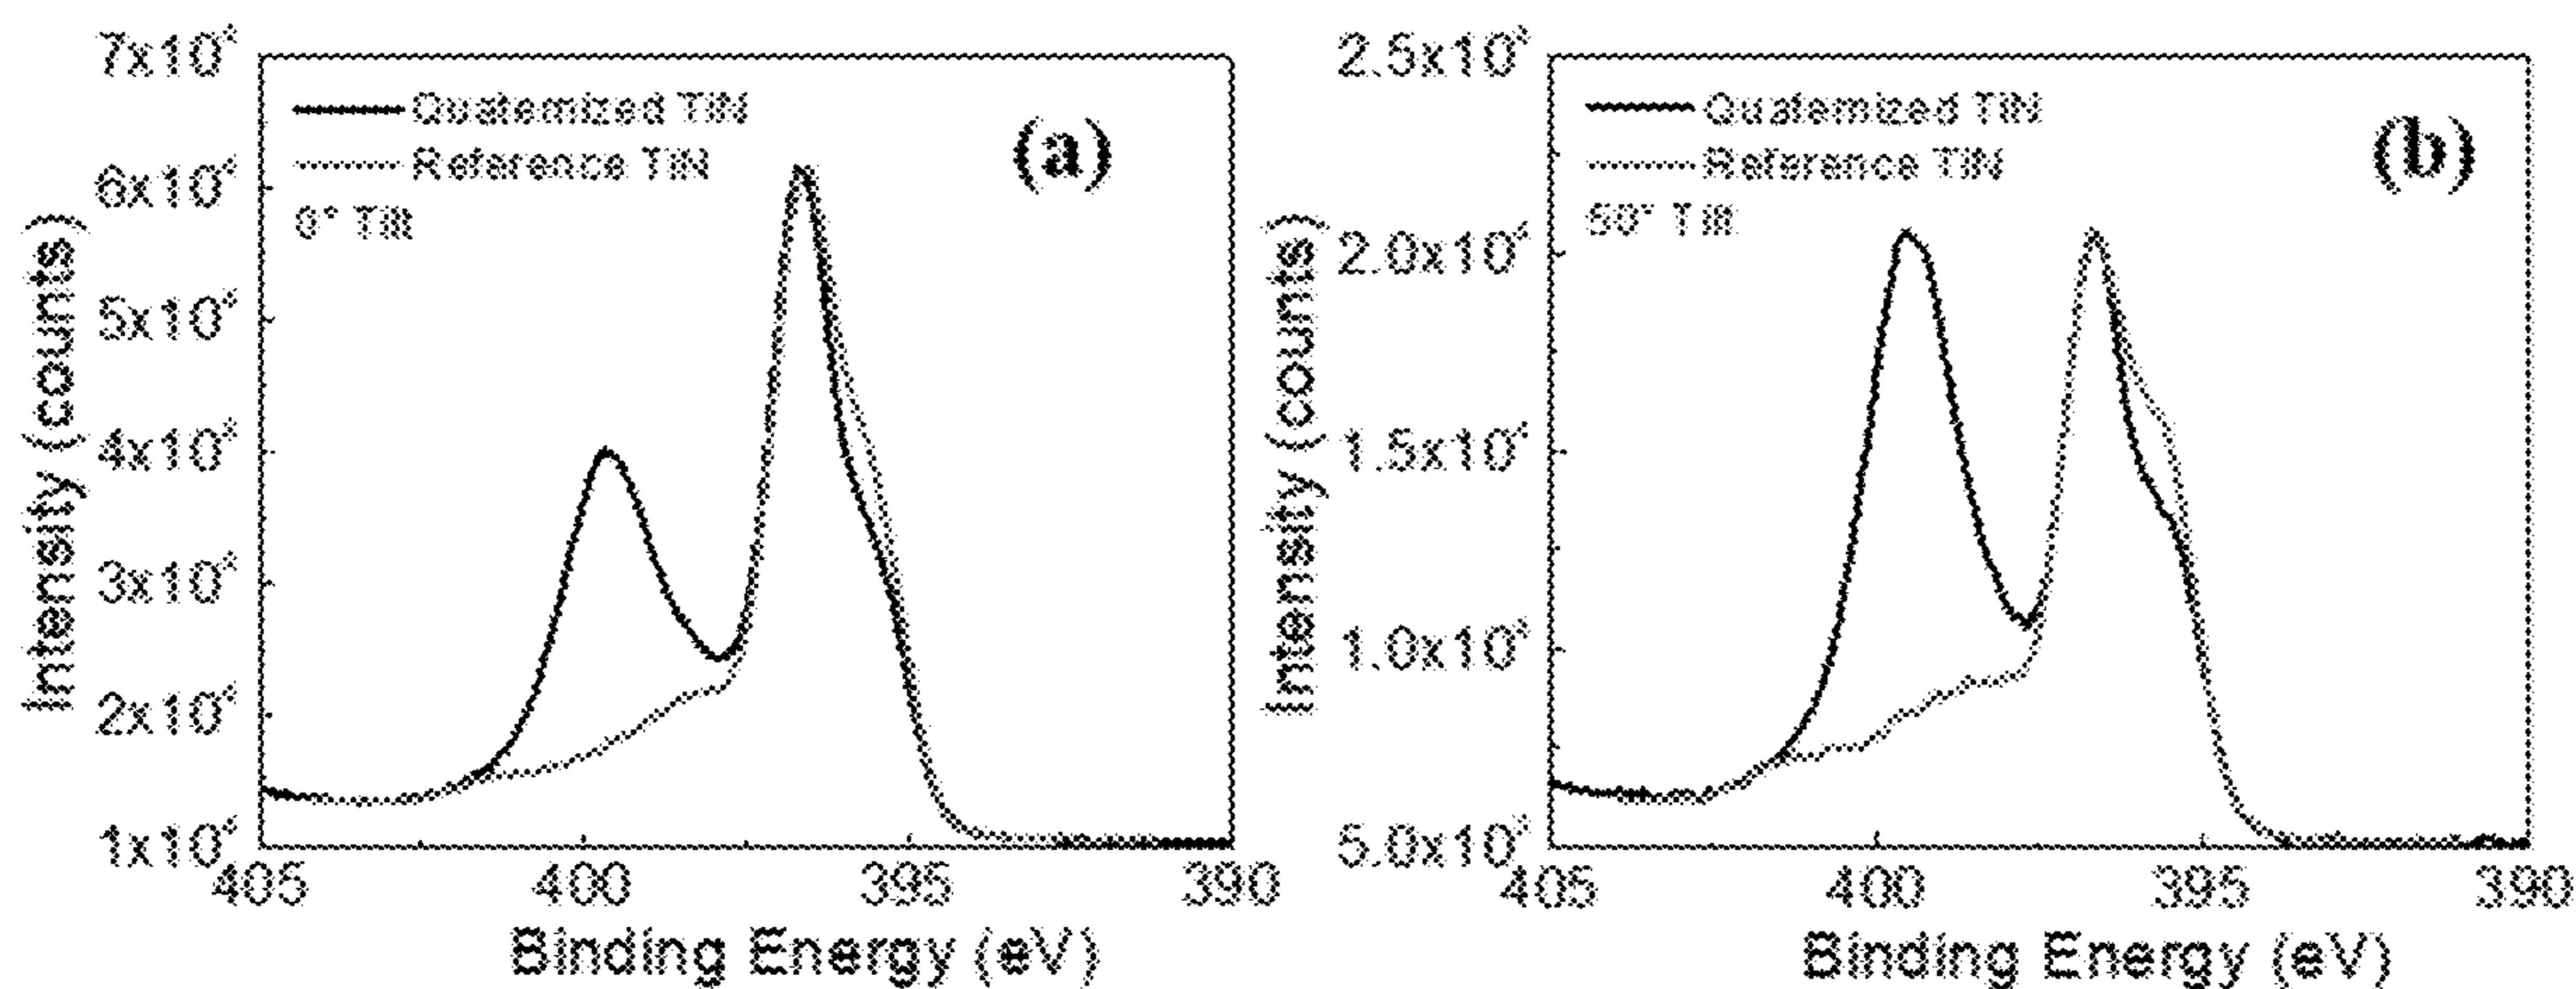 7x10⁴
6x10⁴
5x10⁴
4x10⁴
3x10⁴
2x10⁴
1x10⁴
Intensity (counts)
Quaternized TiN
Reference TiN
0° Tilt
(a)
405 400 395 390
Binding Energy (eV)
2.5x10⁴
2.0x10⁴
1.5x10⁴
1.0x10⁴
5.0x10³
Intensity (counts)
Quaternized TiN
Reference TiN
60° Tilt
(b)
405 400 395 390
Binding Energy (eV)